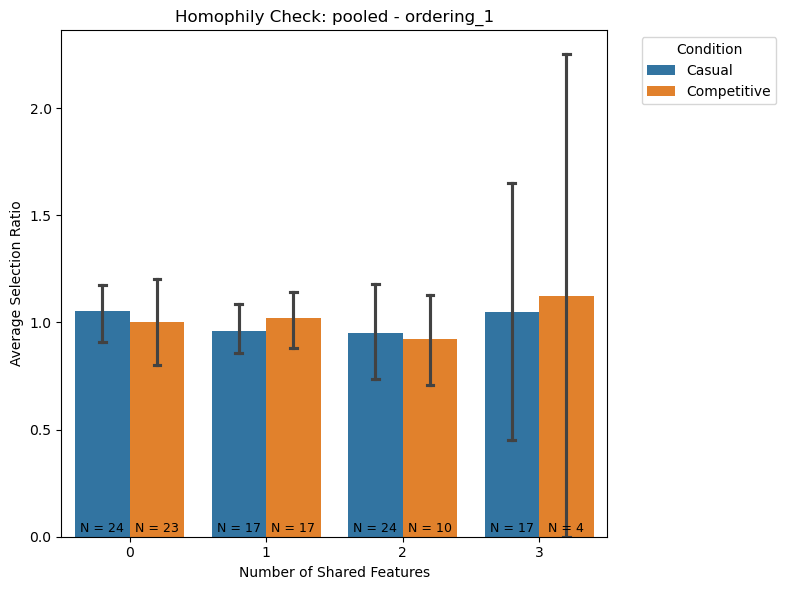 Homophily Check: pooled - ordering_1
Condition
Casual
Competitive
Average Selection Ratio
2.0
1.5
1.0
0.5
0.0
N = 24 N = 23 N = 17 N = 17 N = 24 N = 10 N = 17 N = 4
0 1 2 3
Number of Shared Features